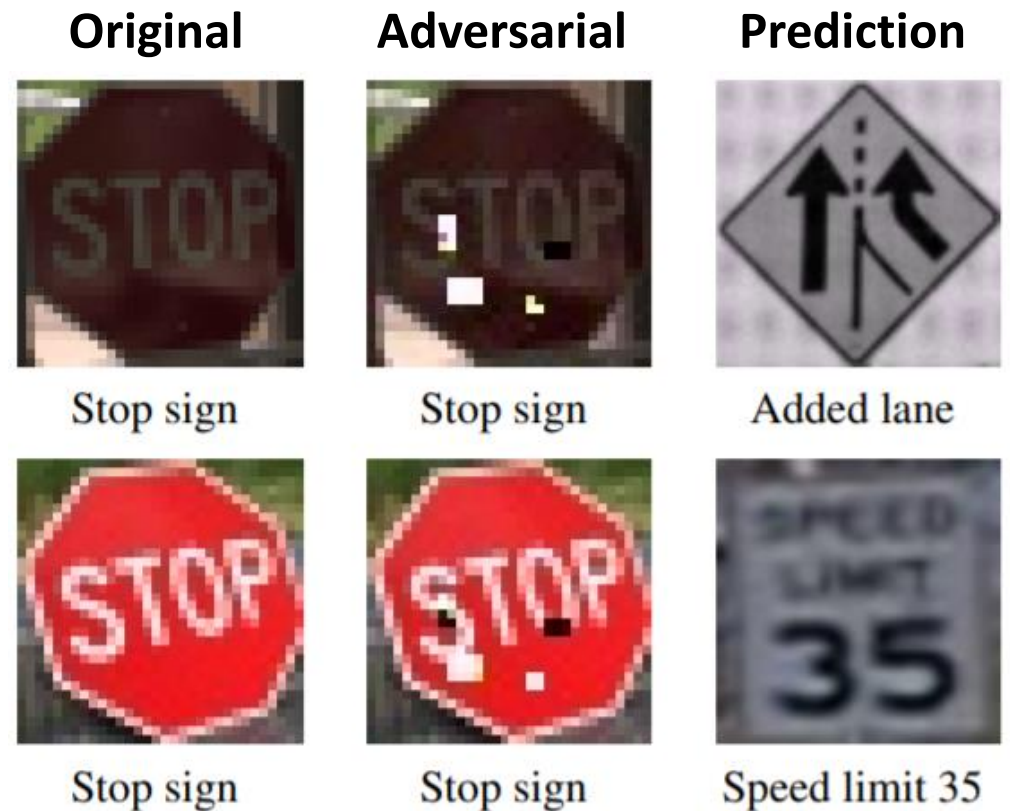 Original Adversarial Prediction
STOP STOP
Stop sign Stop sign Added lane
STOP STOP SPEED
LIMIT
35
Stop sign Stop sign Speed limit 35